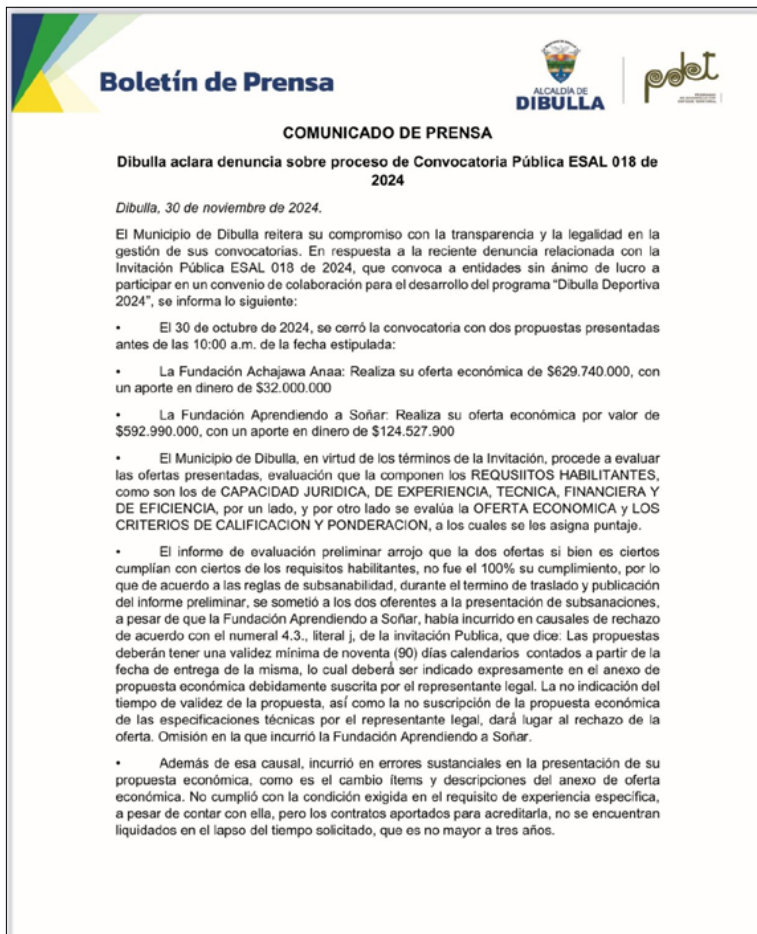 Boletín de Prensa
ALCALDÍA DE
DIBULLA
pdet
COMUNICADO DE PRENSA
Dibulla aclara denuncia sobre proceso de Convocatoria Pública ESAL 018 de
2024
Dibulla, 30 de noviembre de 2024.
El Municipio de Dibulla reitera su compromiso con la transparencia y la legalidad en la
gestión de sus convocatorias. En respuesta a la reciente denuncia relacionada con la
Invitación Pública ESAL 018 de 2024, que convoca a entidades sin ánimo de lucro a
participar en un convenio de colaboración para el desarrollo del programa “Dibulla Deportiva
2024”, se informa lo siguiente:
• El 30 de octubre de 2024, se cerró la convocatoria con dos propuestas presentadas
antes de las 10:00 a.m. de la fecha estipulada:
• La Fundación Achajawa Anaa: Realiza su oferta económica de $629.740.000, con
un aporte en dinero de $32.000.000
• La Fundación Aprendiendo a Soñar: Realiza su oferta económica por valor de
$592.990.000, con un aporte en dinero de $124.527.900
• El Municipio de Dibulla, en virtud de los términos de la Invitación, procede a evaluar
las ofertas presentadas, evaluación que la componen los REQUSIITOS HABILITANTES,
como son los de CAPACIDAD JURIDICA, DE EXPERIENCIA, TECNICA, FINANCIERA Y
DE EFICIENCIA, por un lado, y por otro lado se evalúa la OFERTA ECONOMICA y LOS
CRITERIOS DE CALIFICACION Y PONDERACION, a los cuales se les asigna puntaje.
• El informe de evaluación preliminar arrojo que la dos ofertas si bien es ciertos
cumplían con ciertos de los requisitos habilitantes, no fue el 100% su cumplimiento, por lo
que de acuerdo a las reglas de subsanabilidad, durante el termino de traslado y publicación
del informe preliminar, se sometió a los dos oferentes a la presentación de subsanaciones,
a pesar de que la Fundación Aprendiendo a Soñar, había incurrido en causales de rechazo
de acuerdo con el numeral 4.3., literal j, de la invitación Publica, que dice: Las propuestas
deberán tener una validez mínima de noventa (90) días calendarios contados a partir de la
fecha de entrega de la misma, lo cual deberá ser indicado expresamente en el anexo de
propuesta económica debidamente suscrita por el representante legal. La no indicación del
tiempo de validez de la propuesta, así como la no suscripción de la propuesta económica
de las especificaciones técnicas por el representante legal, dará lugar al rechazo de la
oferta. Omisión en la que incurrió la Fundación Aprendiendo a Soñar.
• Además de esa causal, incurrió en errores sustanciales en la presentación de su
propuesta económica, como es el cambio ítems y descripciones del anexo de oferta
económica. No cumplió con la condición exigida en el requisito de experiencia específica,
a pesar de contar con ella, pero los contratos aportados para acreditarla, no se encuentran
liquidados en el lapso del tiempo solicitado, que es no mayor a tres años.